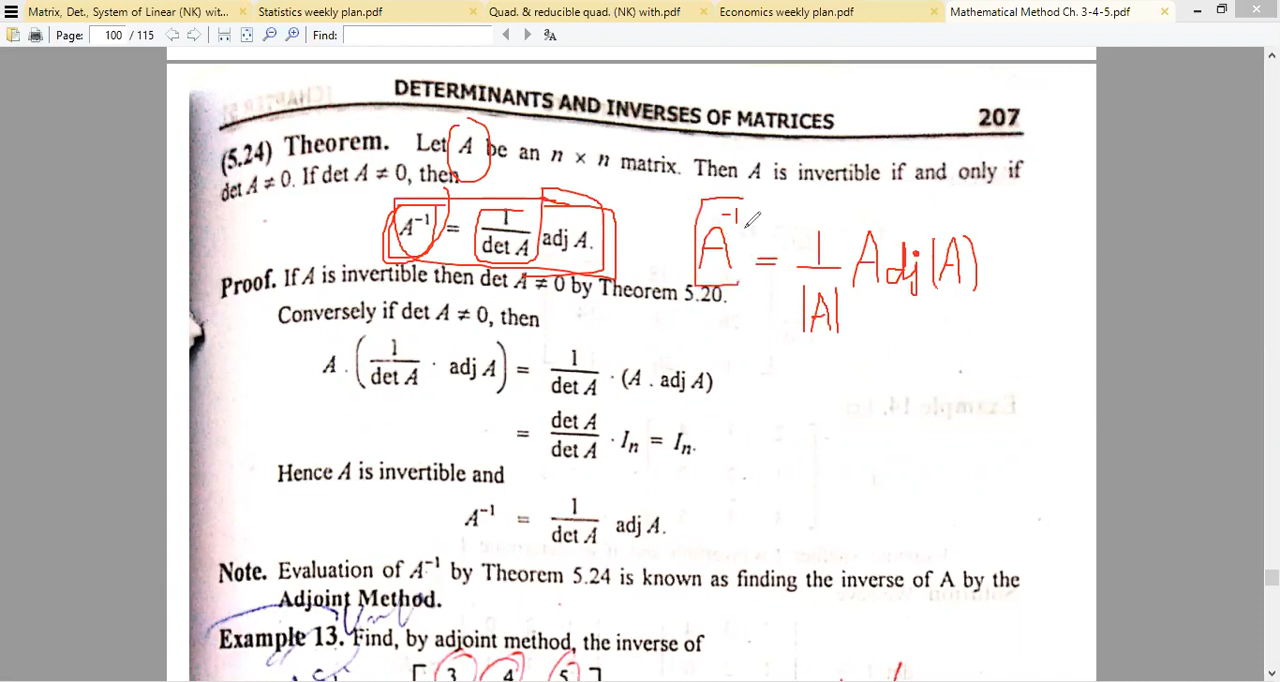 Matrix, Det., System of Linear (NK) wit...
Statistics weekly plan.pdf
Quad. & reducible quad. (NK) with.pdf
Economics weekly plan.pdf
Mathematical Method Ch. 3-4-5.pdf
Page: 100 / 115
Find:
DETERMINANTS AND INVERSES OF MATRICES 207
(5.24) Theorem. Let A be an n × n matrix. Then A is invertible if and only if
det A ≠ 0. If det A ≠ 0, then
A⁻¹ = 1/det A adj A.
A⁻¹ = 1/|A| Adj(A)
Proof. If A is invertible then det A ≠ 0 by Theorem 5.20.
Conversely if det A ≠ 0, then
A . (1/det A · adj A) = 1/det A · (A . adj A)
= det A/det A · Iₙ = Iₙ.
Hence A is invertible and
A⁻¹ = 1/det A adj A.
Note. Evaluation of A⁻¹ by Theorem 5.24 is known as finding the inverse of A by the
Adjoint Method.
Example 13. Find, by adjoint method, the inverse of
3 4 5